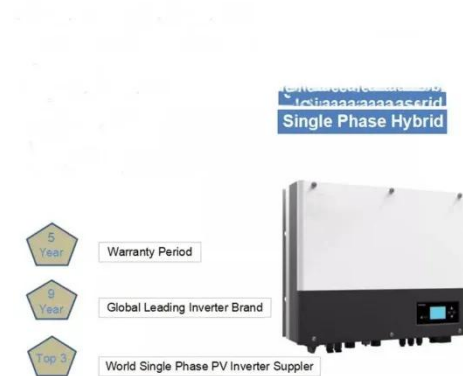 Single Phase Hybrid
5
Year
Warranty Period
9
Year
Global Leading Inverter Brand
Top 3
World Single Phase PV Inverter Suppler